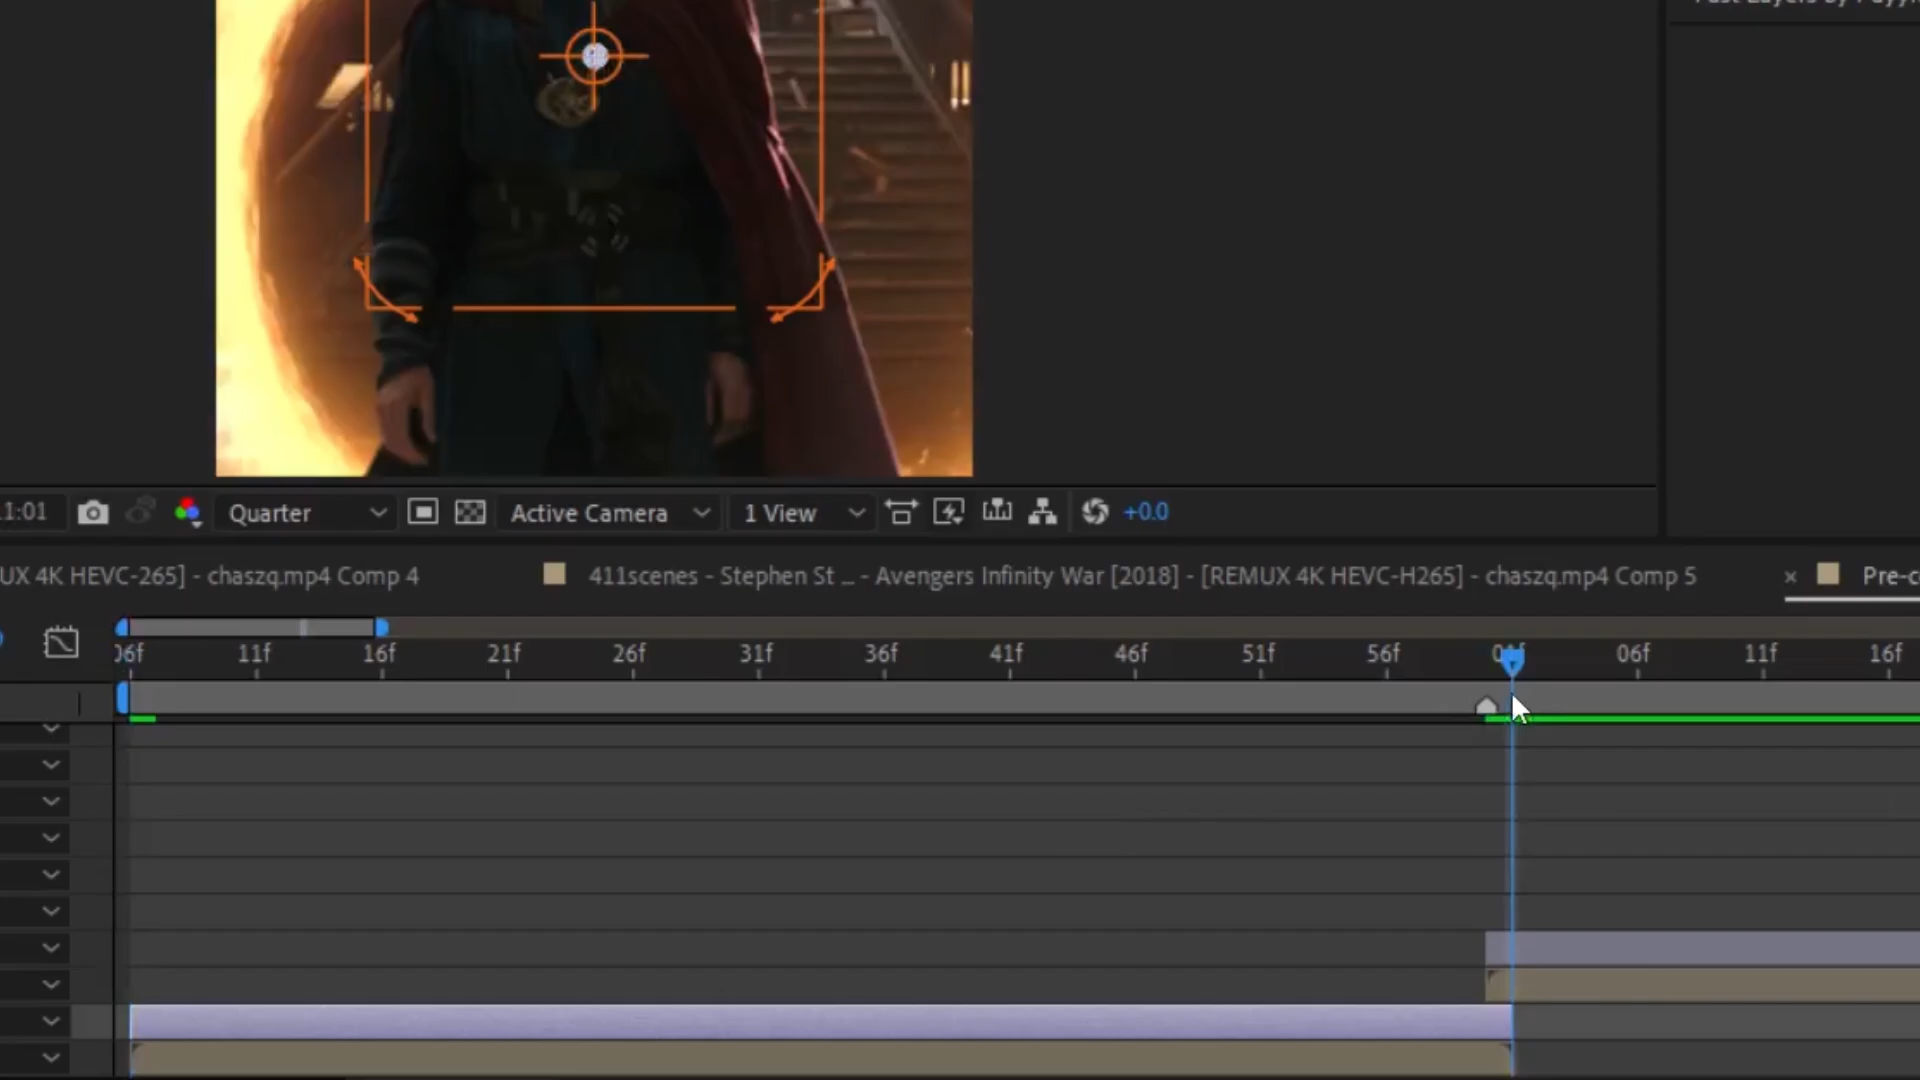 1:01 Quarter Active Camera 1 View +0.0
UX 4K HEVC-265] - chaszq.mp4 Comp 4 411scenes - Stephen St ... - Avengers Infinity War [2018] - [REMUX 4K HEVC-H265] - chaszq.mp4 Comp 5 × Pre-c
06f 11f 16f 21f 26f 31f 36f 41f 46f 51f 56f 06f 11f 16f